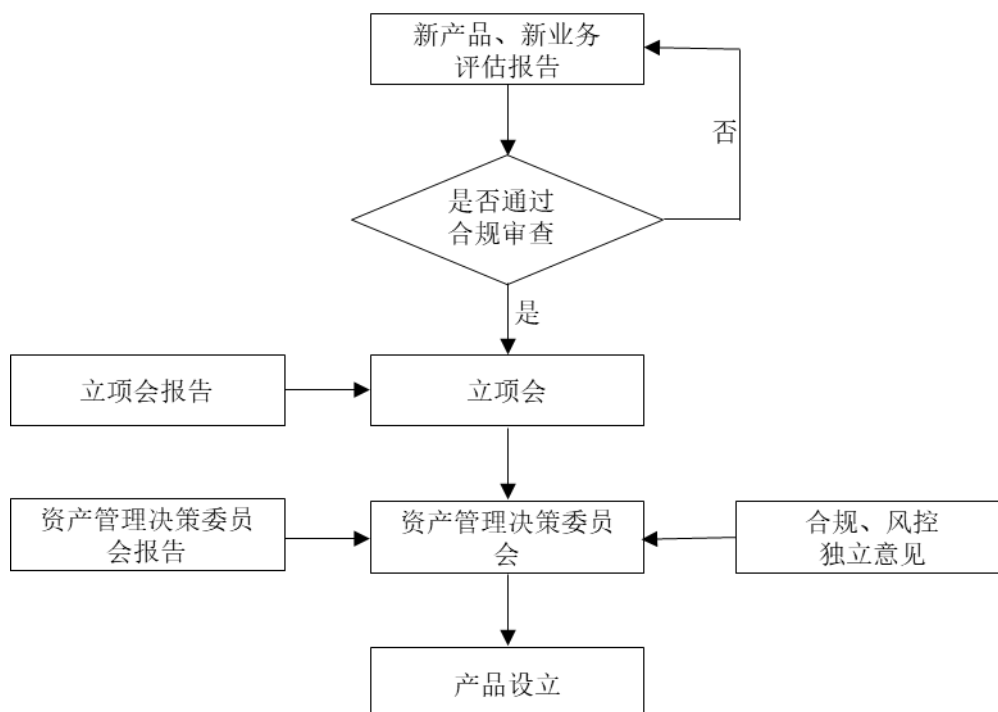 新产品、新业务
评估报告
否
是否通过
合规审查
是
立项会报告
立项会
资产管理决策委员
会报告
资产管理决策委员
会
合规、风控
独立意见
产品设立